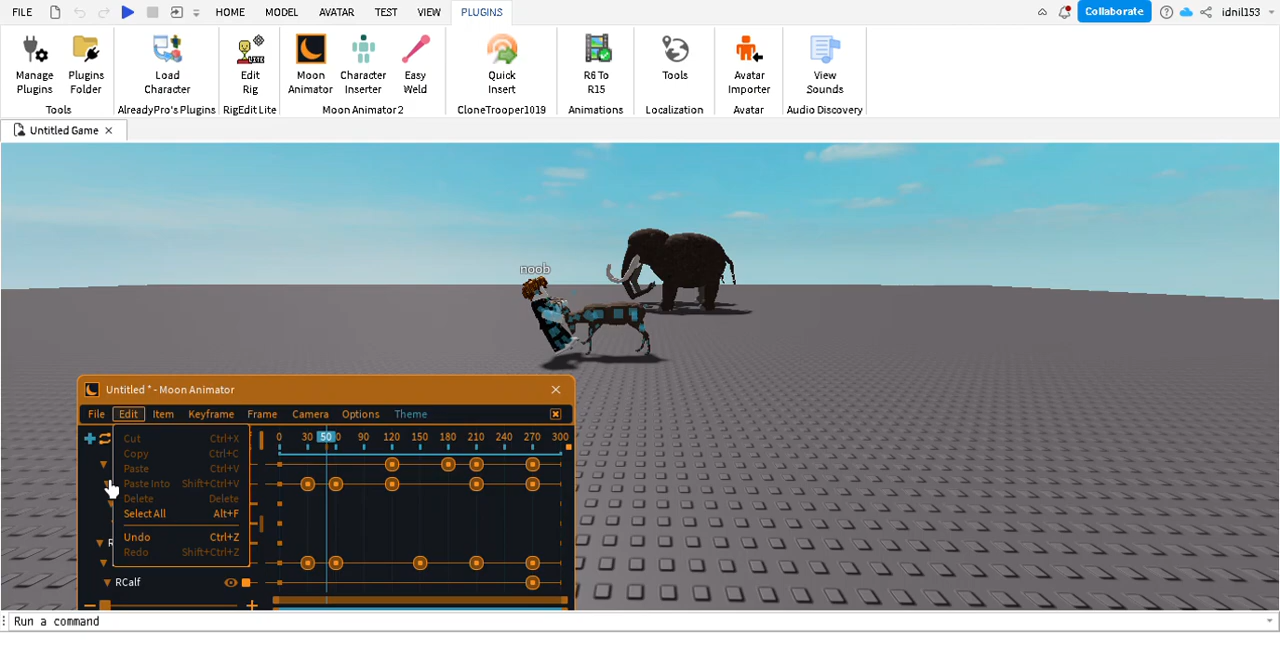 FILE HOME MODEL AVATAR TEST VIEW PLUGINS Collaborate idnil153
Manage Plugins
Plugins Folder
Load Character
Edit Rig
Moon Animator
Character Inserter
Easy Weld
Quick Insert
R6 To R15
Tools
Avatar Importer
View Sounds
Tools AlreadyPro's Plugins RigEdit Lite Moon Animator 2 CloneTrooper1019 Animations Localization Avatar Audio Discovery
Untitled Game
noob
Untitled * - Moon Animator
File Edit Item Keyframe Frame Camera Options Theme
0 30 50 90 120 150 180 210 240 270 300
Cut Ctrl+X
Copy Ctrl+C
Paste Ctrl+V
Paste Into Shift+Ctrl+V
Delete Delete
Select All Alt+F
Undo Ctrl+Z
Redo Shift+Ctrl+Z
RCalf
Run a command